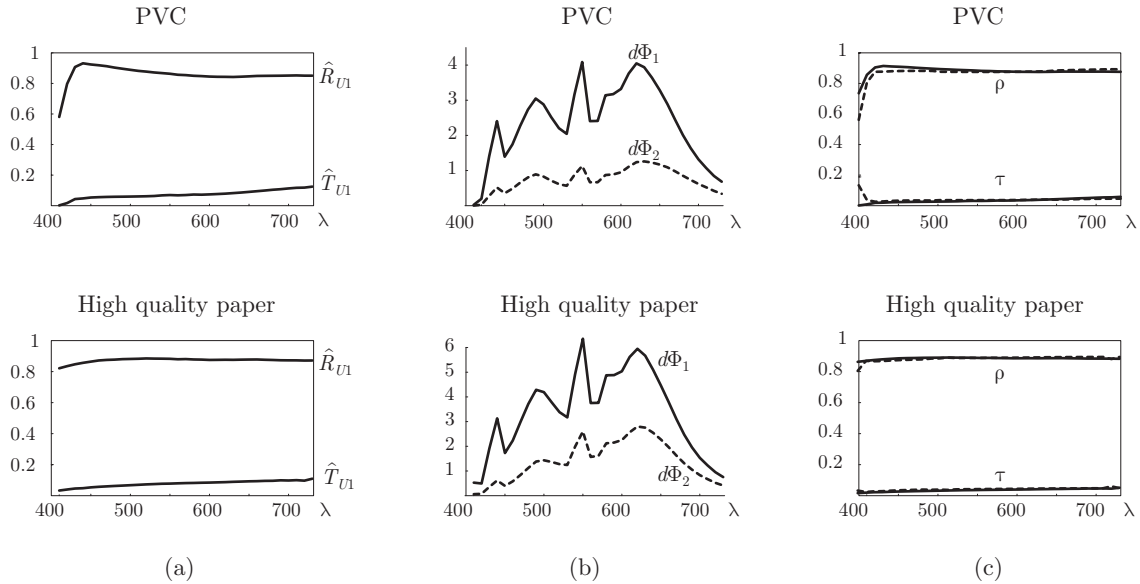 PVC
1
0.8
0.6
0.4
0.2
R̂U1
T̂U1
400 500 600 700 λ
PVC
4
3
2
1
dΦ1
dΦ2
400 500 600 700 λ
PVC
1
0.8
0.6
0.4
0.2
ρ
τ
400 500 600 700 λ
High quality paper
1
0.8
0.6
0.4
0.2
R̂U1
T̂U1
400 500 600 700 λ
High quality paper
6
5
4
3
2
1
dΦ1
dΦ2
400 500 600 700 λ
High quality paper
1
0.8
0.6
0.4
0.2
ρ
τ
400 500 600 700 λ
(a) (b) (c)